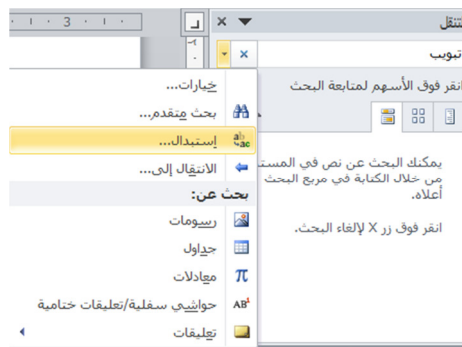 تنقل
تبويب
انقر فوق الأسهم لمتابعة البحث
يمكنك البحث عن نص في
من خلال الكتابة في مربع البحث
أعلاه.
انقر فوق زر X لإلغاء البحث.
3
خيارات...
بحث متقدم...
إستبدال...
الانتقال إلى...
بحث عن:
رسومات
جداول
معادلات
حواشي سفلية/تعليقات ختامية
تعليقات